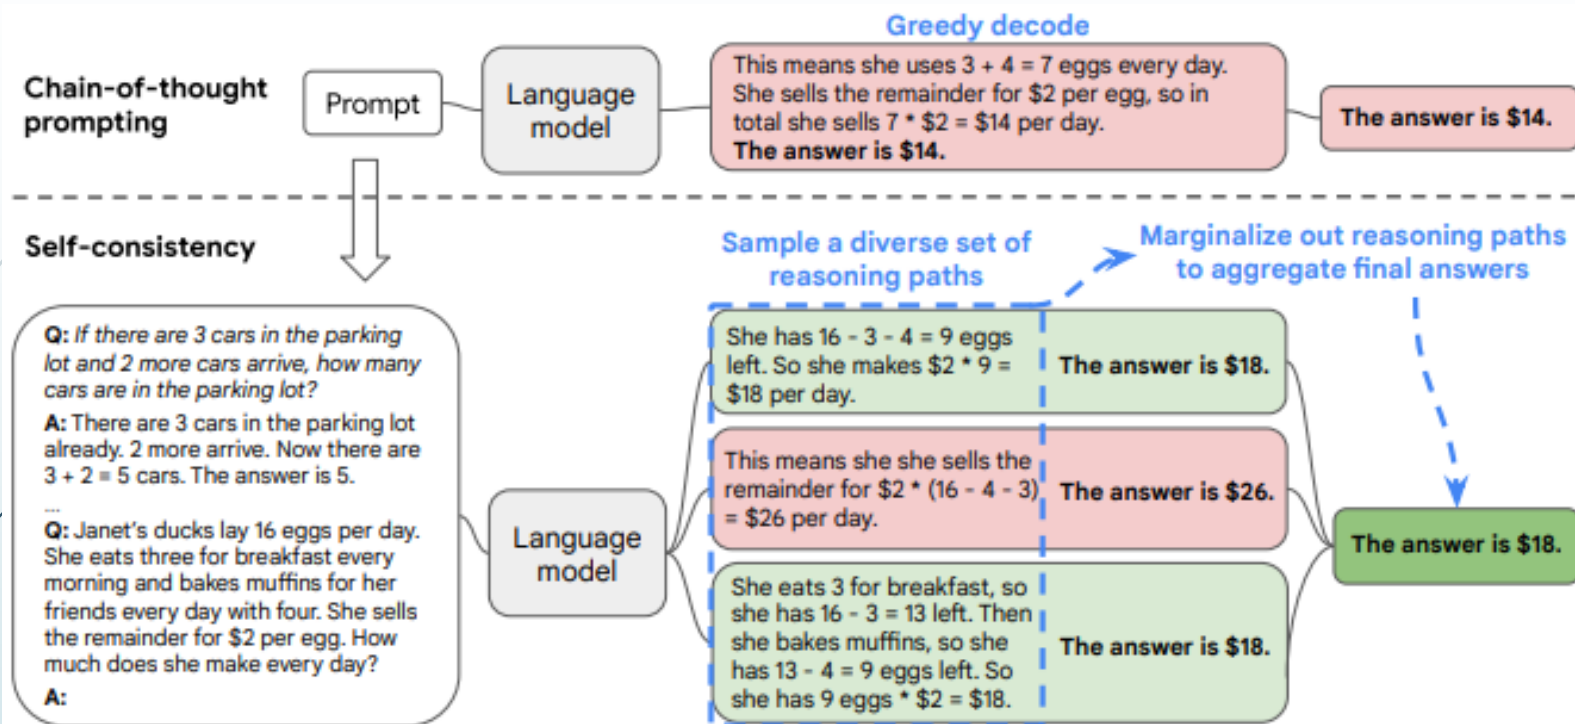 Greedy decode
Chain-of-thought
prompting
Prompt
Language
model
This means she uses 3 + 4 = 7 eggs every day.
She sells the remainder for $2 per egg, so in
total she sells 7 * $2 = $14 per day.
The answer is $14.
The answer is $14.
Self-consistency
Sample a diverse set of
reasoning paths
Marginalize out reasoning paths
to aggregate final answers
Q: If there are 3 cars in the parking
lot and 2 more cars arrive, how many
cars are in the parking lot?
A: There are 3 cars in the parking lot
already. 2 more arrive. Now there are
3 + 2 = 5 cars. The answer is 5.
...
Q: Janet's ducks lay 16 eggs per day.
She eats three for breakfast every
morning and bakes muffins for her
friends every day with four. She sells
the remainder for $2 per egg. How
much does she make every day?
A:
Language
model
She has 16 - 3 - 4 = 9 eggs
left. So she makes $2 * 9 =
$18 per day.
The answer is $18.
This means she she sells the
remainder for $2 * (16 - 4 - 3)
= $26 per day.
The answer is $26.
She eats 3 for breakfast, so
she has 16 - 3 = 13 left. Then
she bakes muffins, so she
has 13 - 4 = 9 eggs left. So
she has 9 eggs * $2 = $18.
The answer is $18.
The answer is $18.